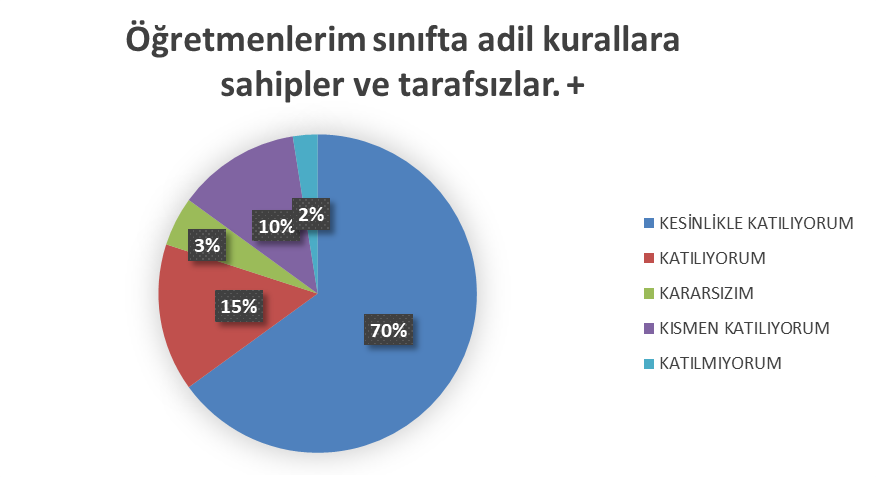 Öğretmenlerim sınıfta adil kurallara
sahipler ve tarafsızlar. +
2%
10%
3%
15%
70%
KESİNLİKLE KATILIYORUM
KATILIYORUM
KARARSIZIM
KISMEN KATILIYORUM
KATILMIYORUM